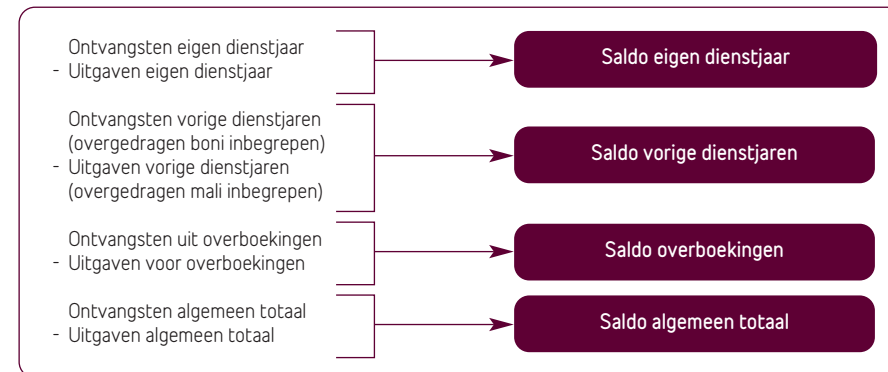 Ontvangsten eigen dienstjaar
- Uitgaven eigen dienstjaar
Saldo eigen dienstjaar
Ontvangsten vorige dienstjaren
(overgedragen boni inbegrepen)
- Uitgaven vorige dienstjaren
(overgedragen mali inbegrepen)
Saldo vorige dienstjaren
Ontvangsten uit overboekingen
- Uitgaven voor overboekingen
Saldo overboekingen
Ontvangsten algemeen totaal
- Uitgaven algemeen totaal
Saldo algemeen totaal